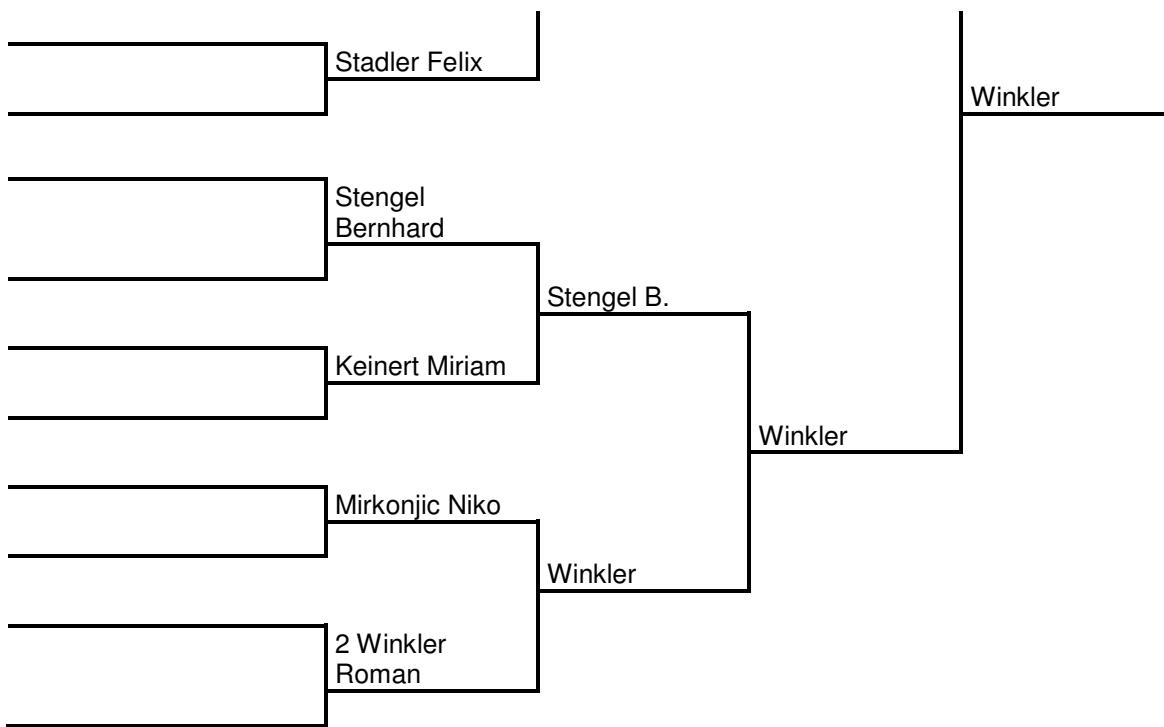 Stadler Felix
Winkler
Stengel
Bernhard
Stengel B.
Keinert Miriam
Winkler
Mirkonjic Niko
Winkler
2 Winkler
Roman